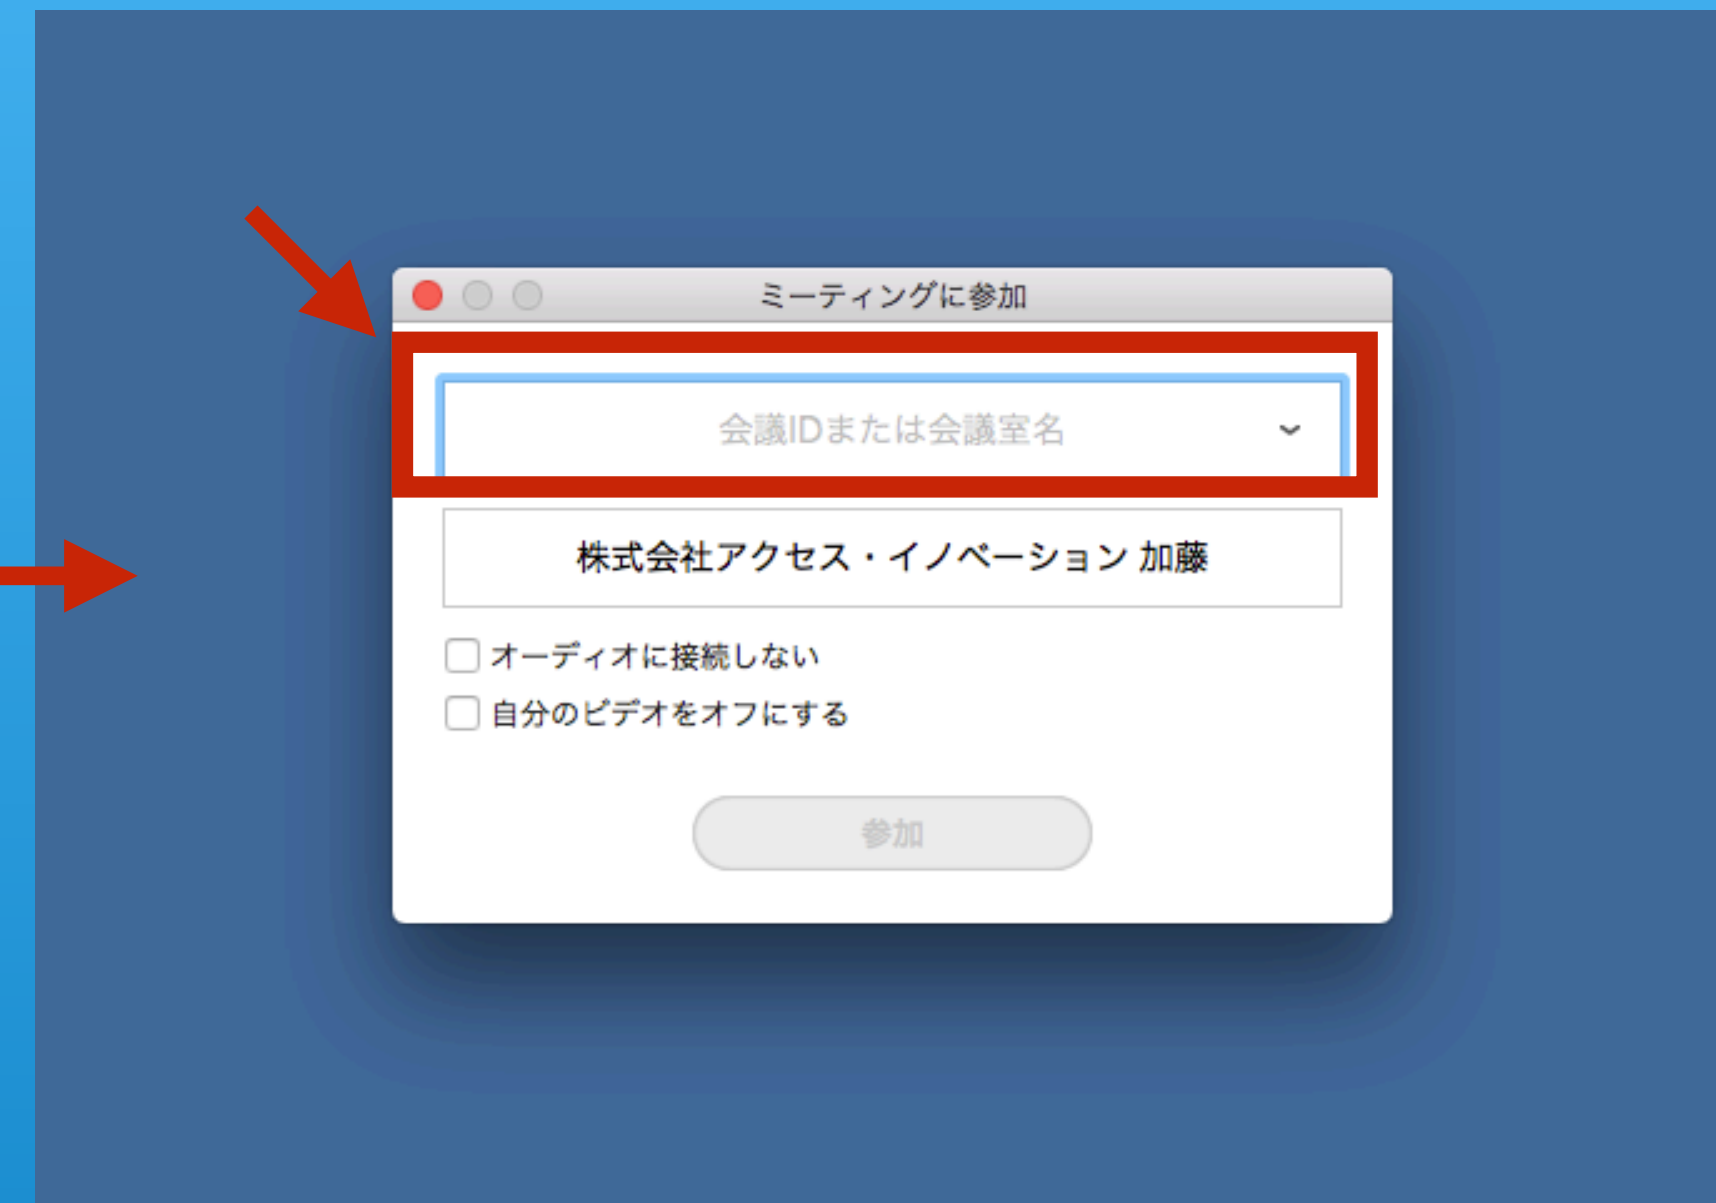 ミーティングに参加
会議IDまたは会議室名
株式会社アクセス・イノベーション 加藤
オーディオに接続しない
自分のビデオをオフにする
参加